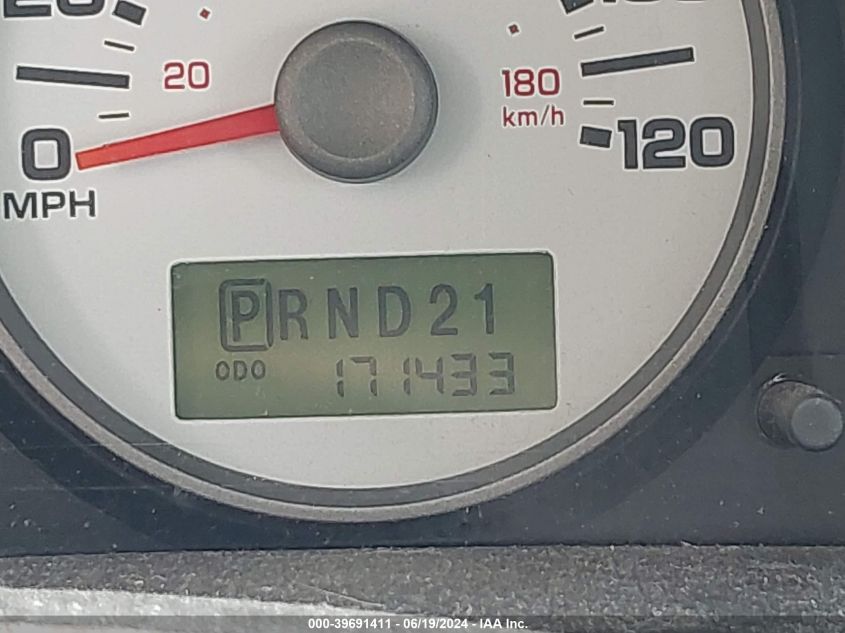 20 180
km/h
0 120
MPH
PRND21
ODO 171433
000-39691411 - 06/19/2024 - IAA Inc.